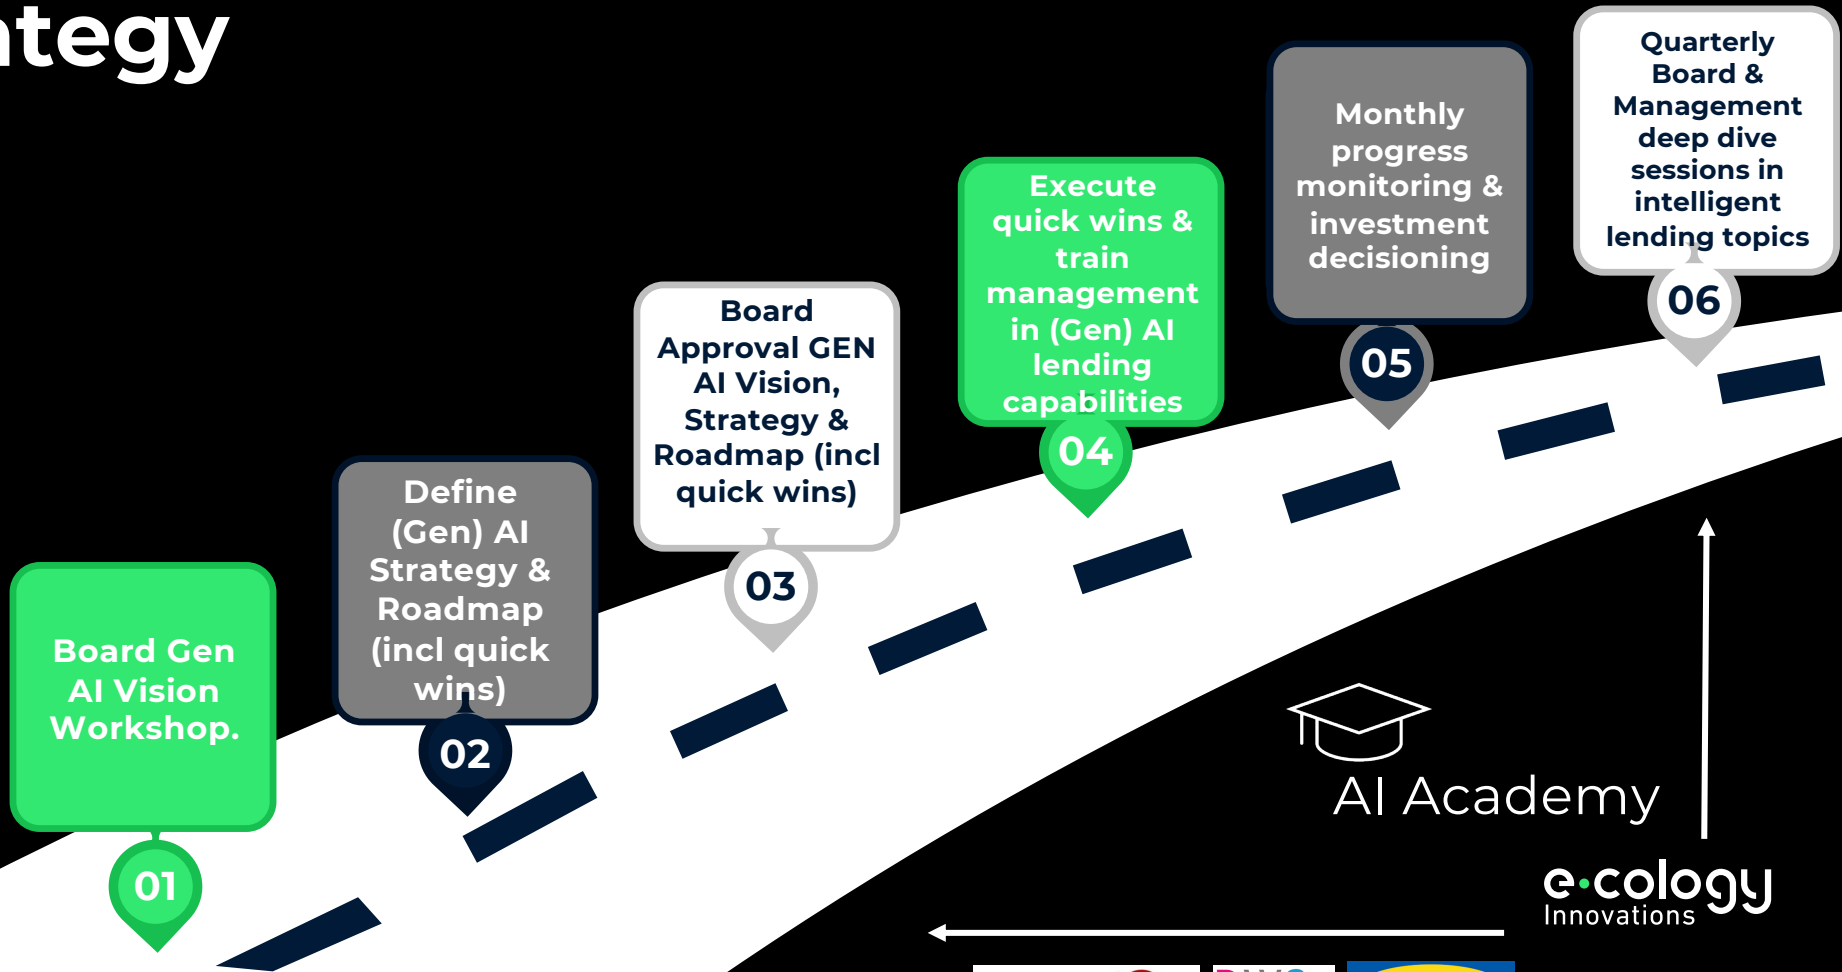 ategy
Board Gen
AI Vision
Workshop.
01
Define
(Gen) AI
Strategy &
Roadmap
(incl quick
wins)
02
Board
Approval GEN
AI Vision,
Strategy &
Roadmap (incl
quick wins)
03
Execute
quick wins &
train
management
in (Gen) AI
lending
capabilities
04
Monthly
progress
monitoring &
investment
decisioning
05
Quarterly
Board &
Management
deep dive
sessions in
intelligent
lending topics
06
AI Academy
e·cology
Innovations